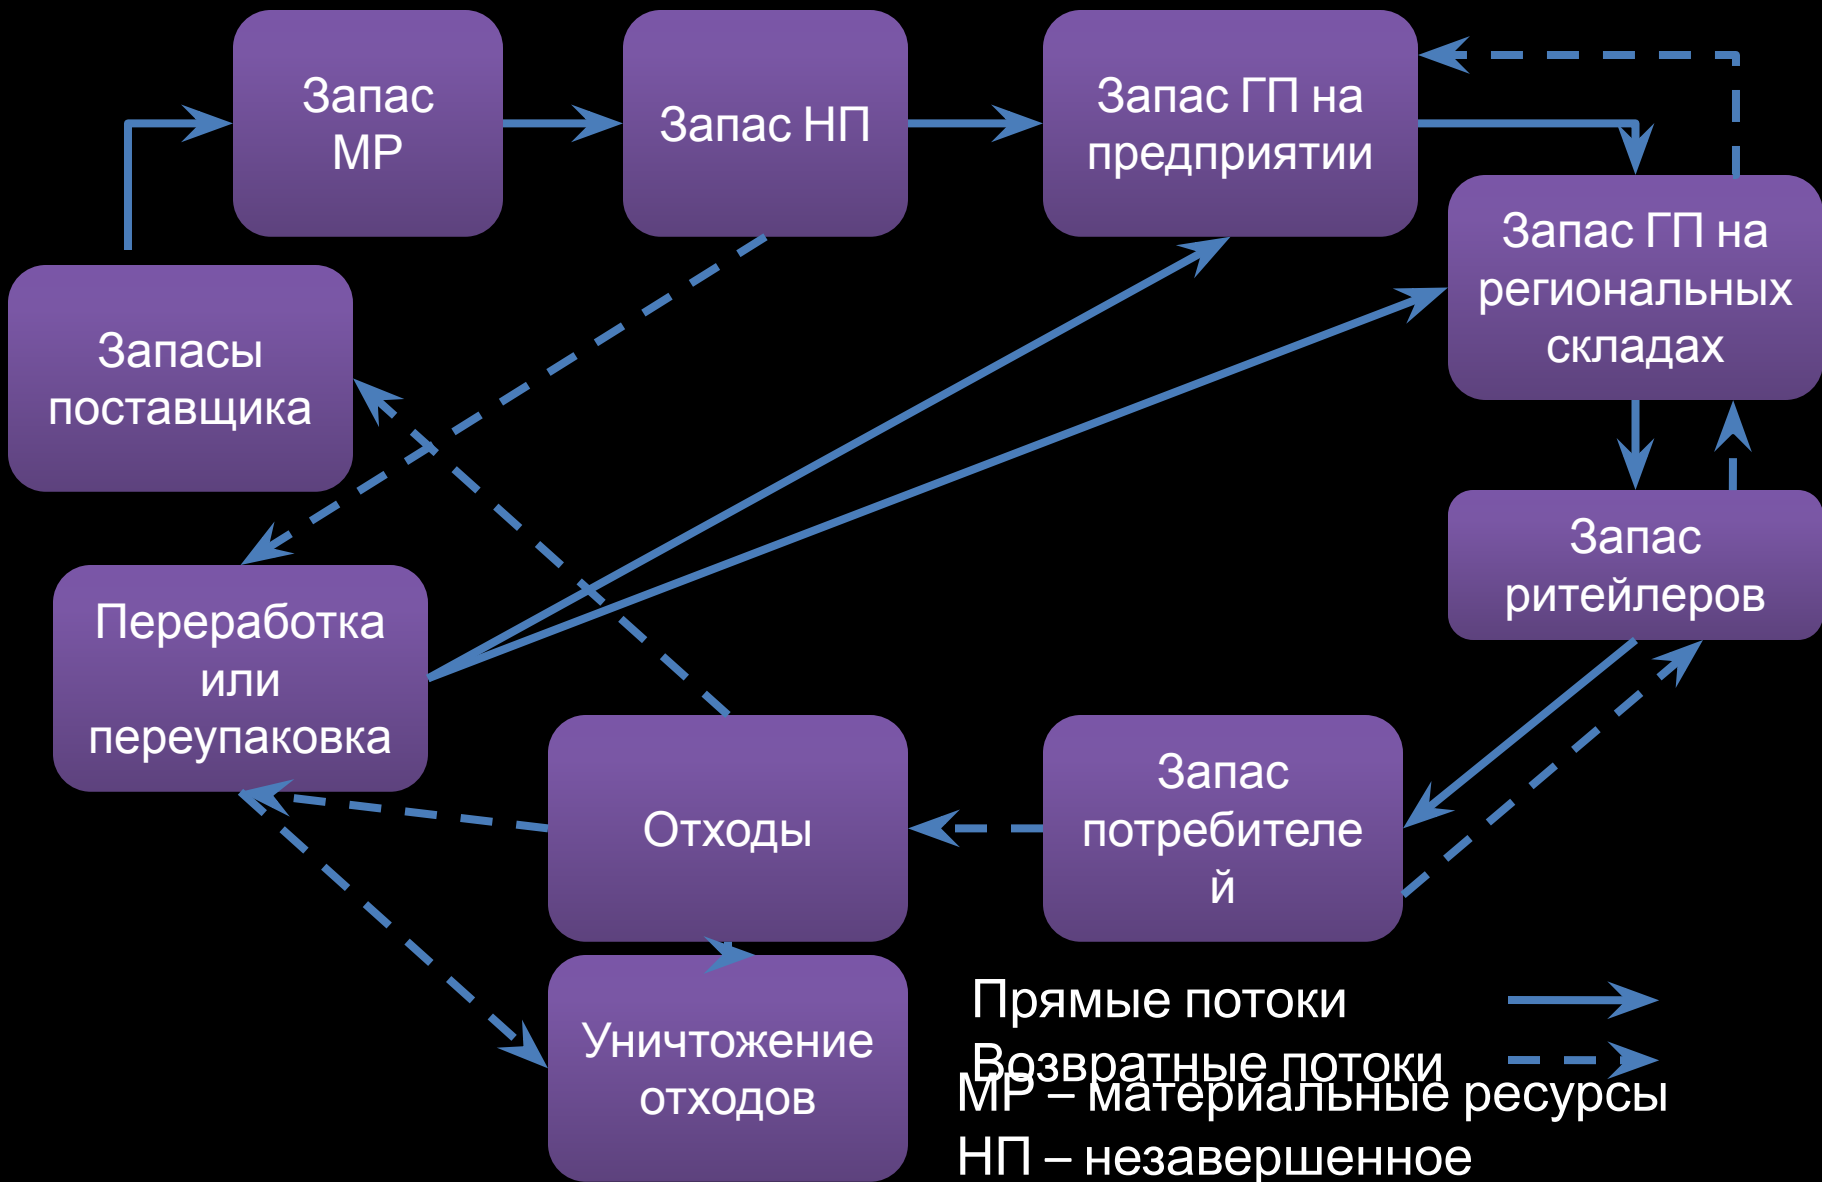 Запас
МР
Запас НП
Запас ГП на
предприятии
Запас ГП на
региональных
складах
Запасы
поставщика
Запас
ритейлеров
Переработка
или
переупаковка
Отходы
Запас
потребителе
й
Уничтожение
отходов
Прямые потоки
Возвратные потоки
МР – материальные ресурсы
НП – незавершенное